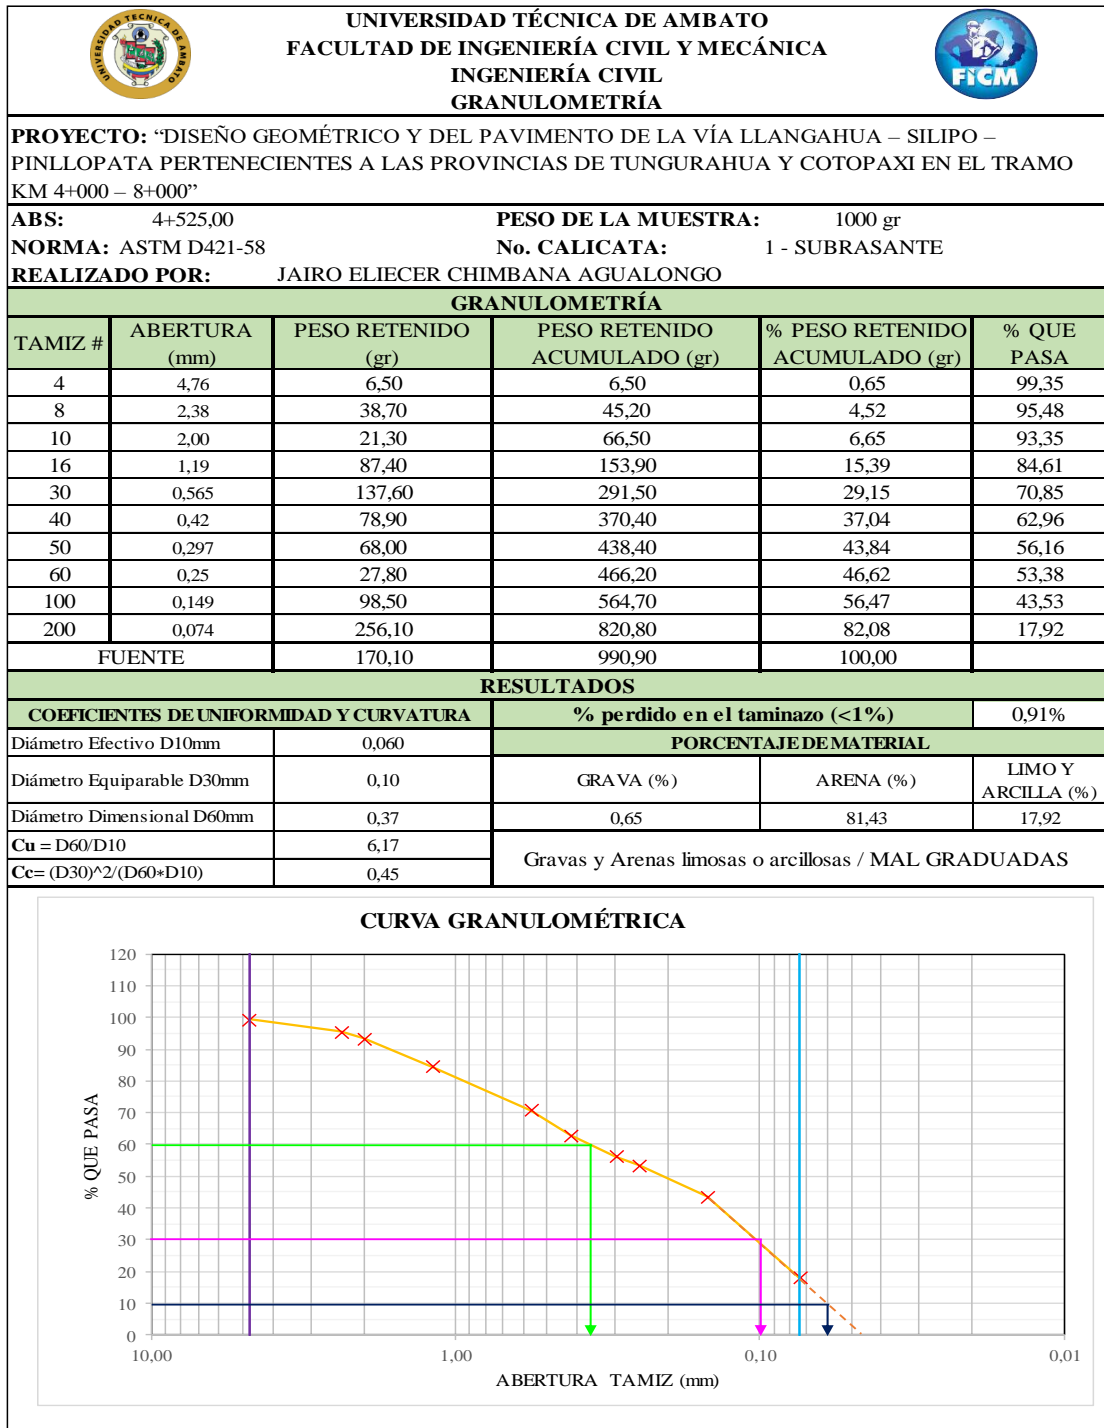 UNIVERSIDAD TÉCNICA DE AMBATO
FACULTAD DE INGENIERÍA CIVIL Y MECÁNICA
INGENIERÍA CIVIL
GRANULOMETRÍA
UNIVERSIDAD TECNICA DE AMBATO
FICM
PROYECTO: “DISEÑO GEOMÉTRICO Y DEL PAVIMENTO DE LA VÍA LLANGAHUA – SILIPO –
PINLLOPATA PERTENECIENTES A LAS PROVINCIAS DE TUNGURAHUA Y COTOPAXI EN EL TRAMO
KM 4+000 – 8+000”
ABS: 4+525,00 PESO DE LA MUESTRA: 1000 gr
NORMA: ASTM D421-58 No. CALICATA: 1 - SUBRASANTE
REALIZADO POR: JAIRO ELIECER CHIMBANA AGUALONGO
GRANULOMETRÍA
TAMIZ # ABERTURA (mm) PESO RETENIDO (gr) PESO RETENIDO ACUMULADO (gr) % PESO RETENIDO ACUMULADO (gr) % QUE PASA
4 4,76 6,50 6,50 0,65 99,35
8 2,38 38,70 45,20 4,52 95,48
10 2,00 21,30 66,50 6,65 93,35
16 1,19 87,40 153,90 15,39 84,61
30 0,565 137,60 291,50 29,15 70,85
40 0,42 78,90 370,40 37,04 62,96
50 0,297 68,00 438,40 43,84 56,16
60 0,25 27,80 466,20 46,62 53,38
100 0,149 98,50 564,70 56,47 43,53
200 0,074 256,10 820,80 82,08 17,92
FUENTE 170,10 990,90 100,00
RESULTADOS
COEFICIENTES DE UNIFORMIDAD Y CURVATURA % perdido en el taminazo (<1%) 0,91%
Diámetro Efectivo D10mm 0,060 PORCENTAJE DE MATERIAL
Diámetro Equiparable D30mm 0,10 GRAVA (%) ARENA (%) LIMO Y ARCILLA (%)
Diámetro Dimensional D60mm 0,37 0,65 81,43 17,92
Cu = D60/D10 6,17 Gravas y Arenas limosas o arcillosas / MAL GRADUADAS
Cc= (D30)^2/(D60*D10) 0,45
CURVA GRANULOMÉTRICA
120
110
100
90
80
70
60
50
40
30
20
10
0
% QUE PASA
10,00 1,00 0,10 0,01
ABERTURA TAMIZ (mm)